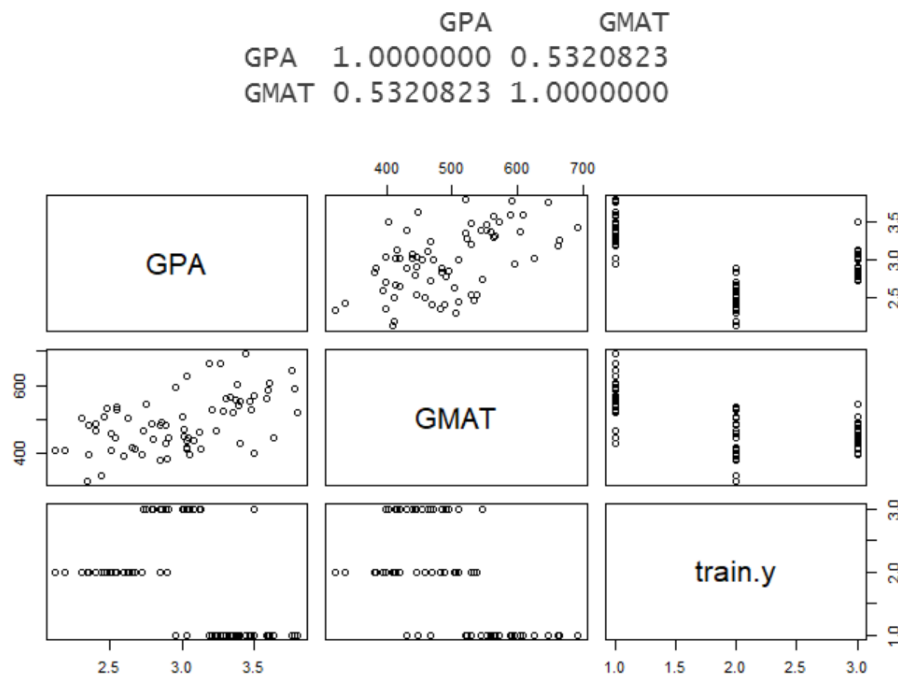 GPA GMAT
GPA 1.0000000 0.5320823
GMAT 0.5320823 1.0000000
400 500 600 700
GPA
2.5 3.0 3.5
400 600
GMAT
train.y
1.0 2.0 3.0
2.5 3.0 3.5
1.0 1.5 2.0 2.5 3.0